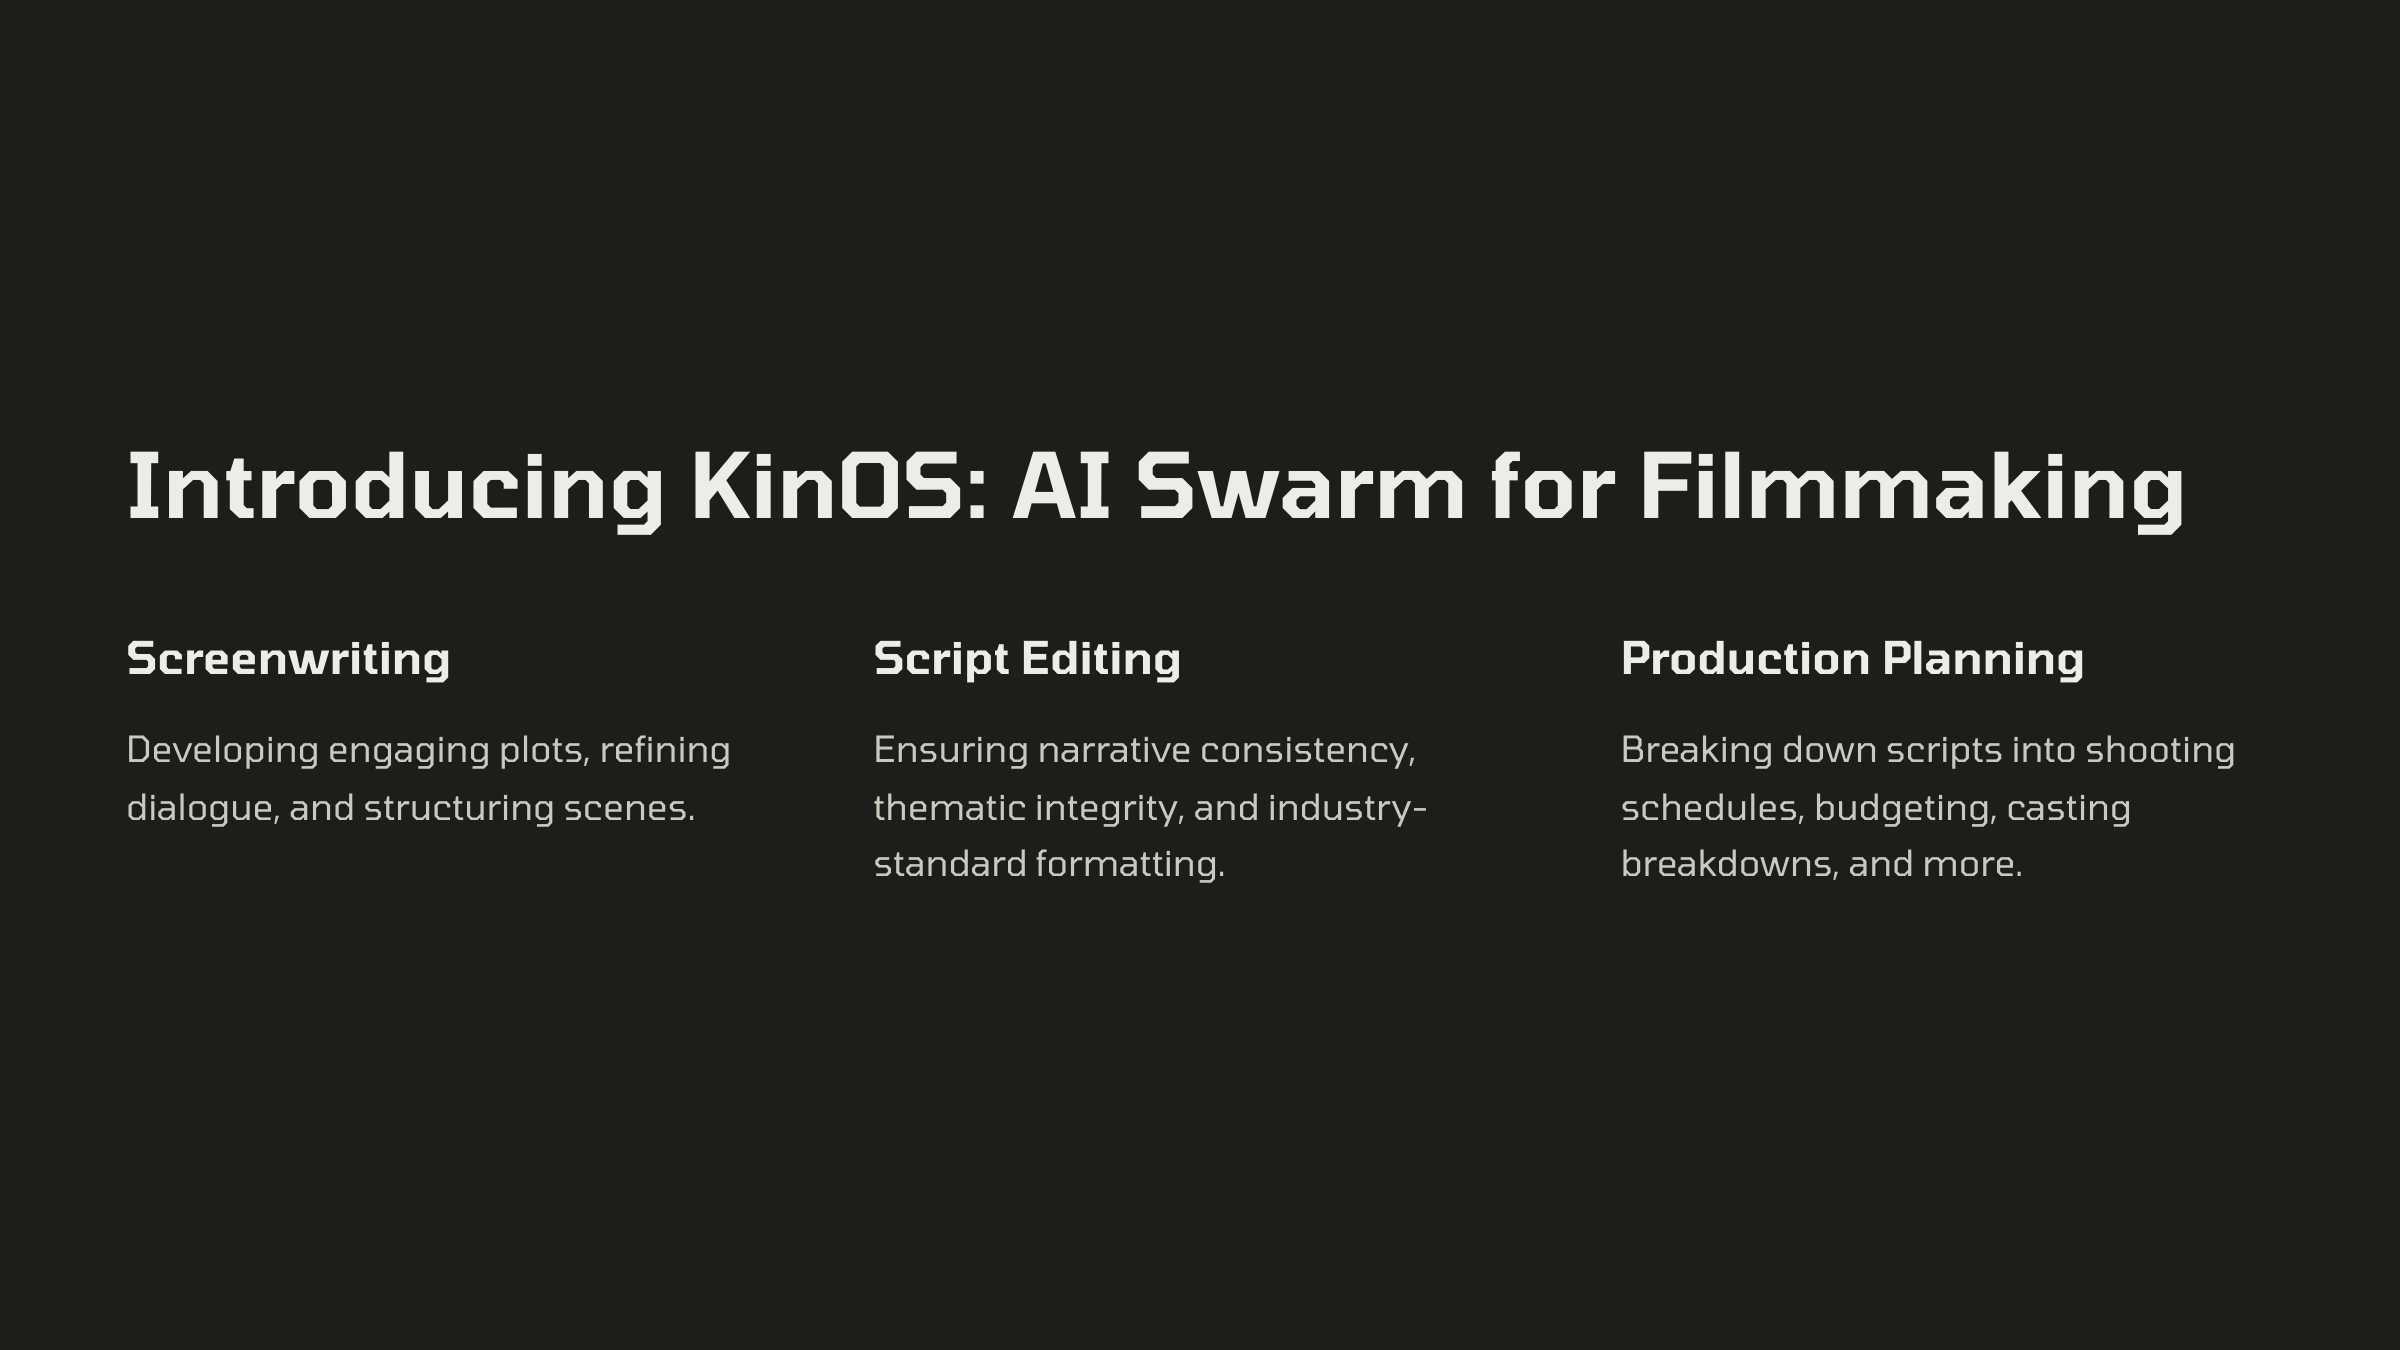 Introducing KinOS: AI Swarm for Filmmaking
Screenwriting
Developing engaging plots, refining
dialogue, and structuring scenes.
Script Editing
Ensuring narrative consistency,
thematic integrity, and industry-
standard formatting.
Production Planning
Breaking down scripts into shooting
schedules, budgeting, casting
breakdowns, and more.